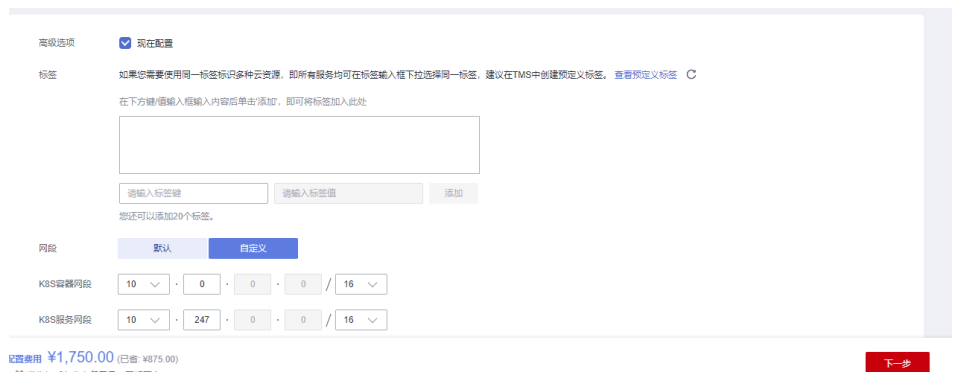 高级选项 现在配置
标签 如果您需要使用同一标签标识多种云资源，即所有服务均可在标签输入框下拉选择同一标签，建议在TMS中创建预定义标签。 查看预定义标签
在下方键/值输入框输入内容后单击'添加'，即可将标签加入此处
请输入标签键 请输入标签值 添加
您还可以添加20个标签。
网段 默认 自定义
K8S容器网段 10 · 0 · 0 · 0 / 16
K8S服务网段 10 · 247 · 0 · 0 / 16
配置费用 ¥1,750.00 (已省: ¥875.00)
下一步